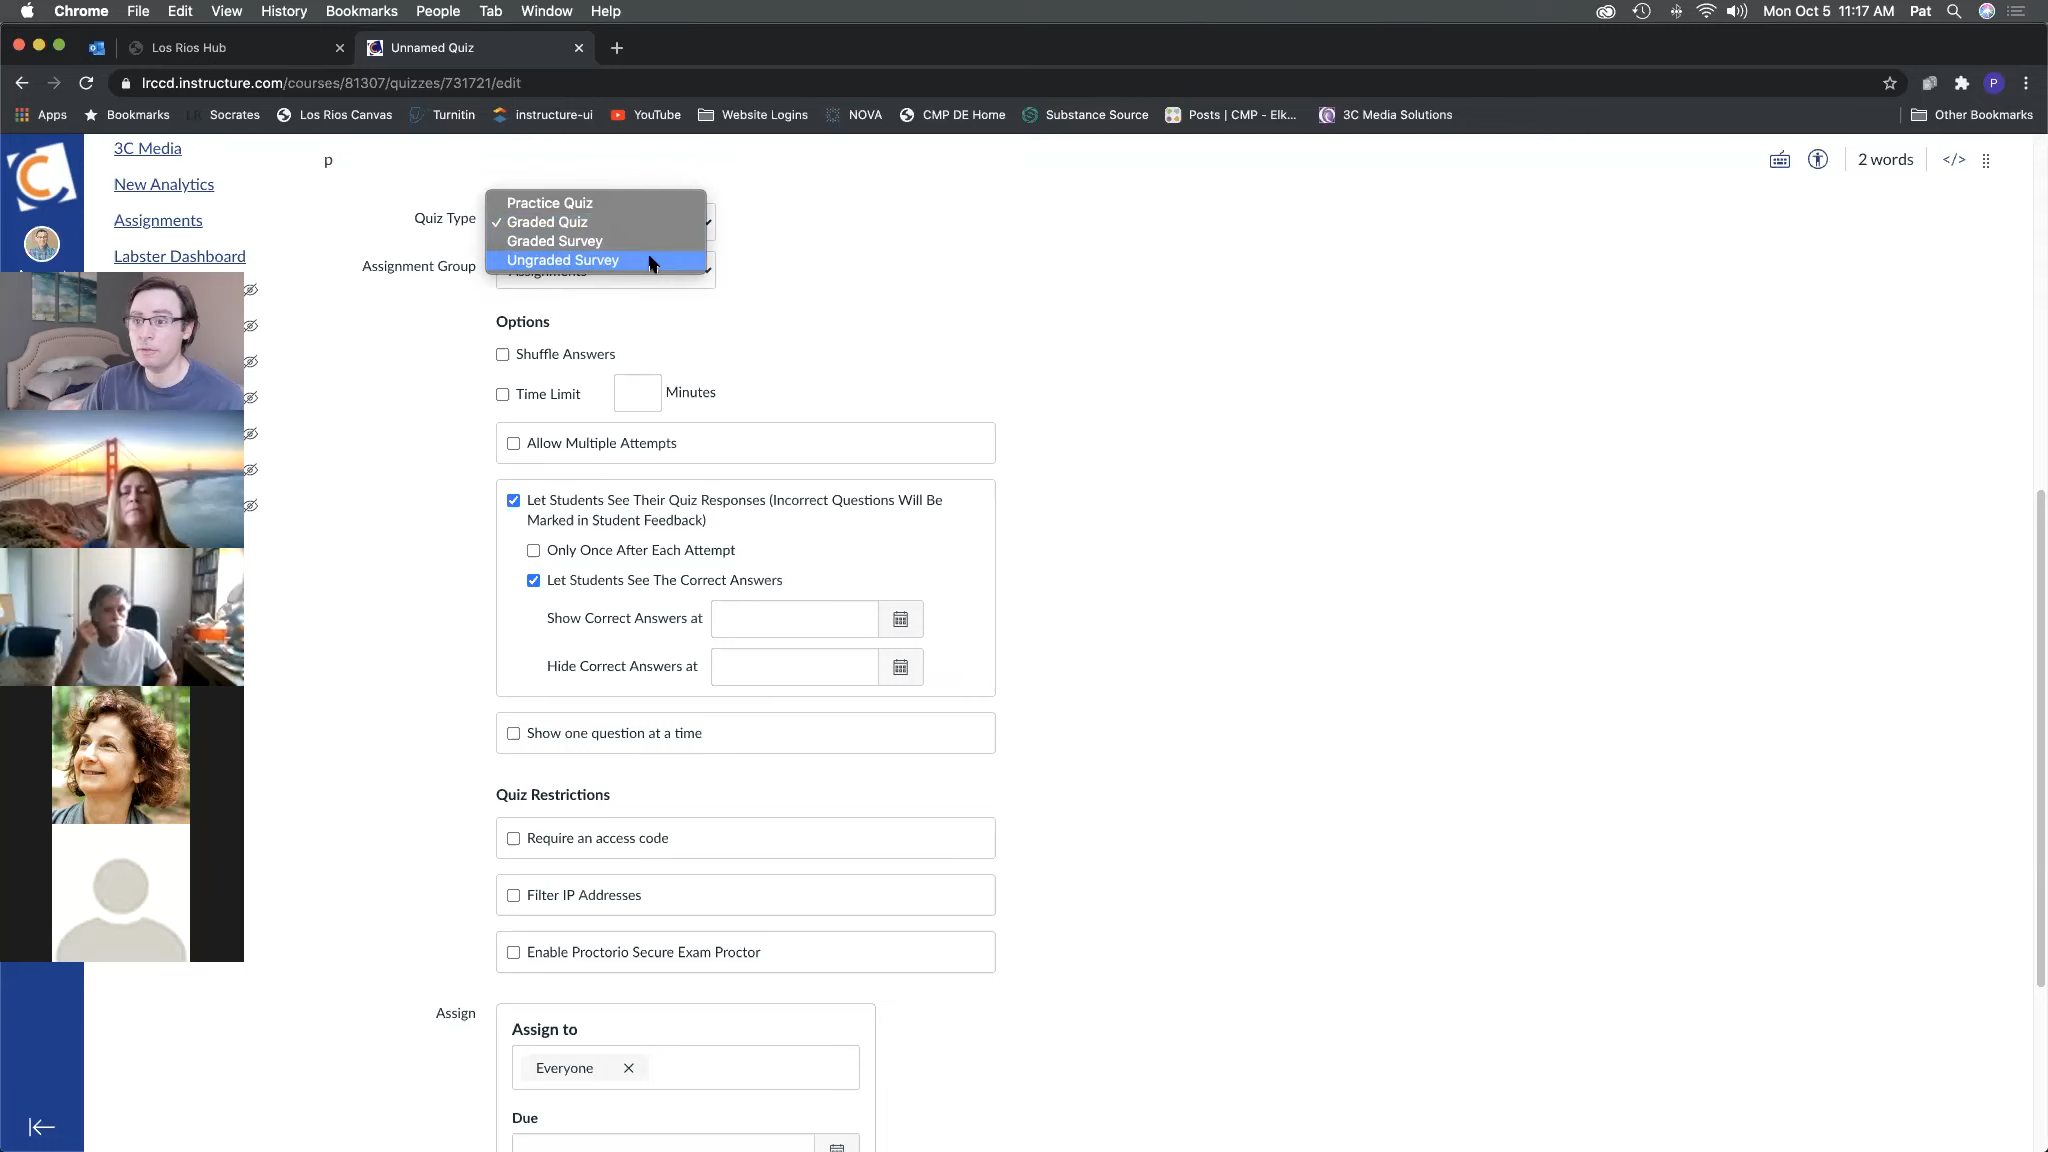 Chrome File Edit View History Bookmarks People Tab Window Help Mon Oct 5 11:17 AM Pat
Los Rios Hub Unnamed Quiz
lrccd.instructure.com/courses/81307/quizzes/731721/edit P
Apps Bookmarks Socrates Los Rios Canvas Turnitin instructure-ui YouTube Website Logins NOVA CMP DE Home Substance Source Posts | CMP - Elk... 3C Media Solutions Other Bookmarks
3C Media
p 2 words </>
New Analytics
Assignments
Labster Dashboard
Quiz Type
Practice Quiz
✓ Graded Quiz
Graded Survey
Ungraded Survey
Assignment Group Assignments
Options
Shuffle Answers
Time Limit Minutes
Allow Multiple Attempts
Let Students See Their Quiz Responses (Incorrect Questions Will Be
Marked in Student Feedback)
Only Once After Each Attempt
Let Students See The Correct Answers
Show Correct Answers at
Hide Correct Answers at
Show one question at a time
Quiz Restrictions
Require an access code
Filter IP Addresses
Enable Proctorio Secure Exam Proctor
Assign
Assign to
Everyone
Due